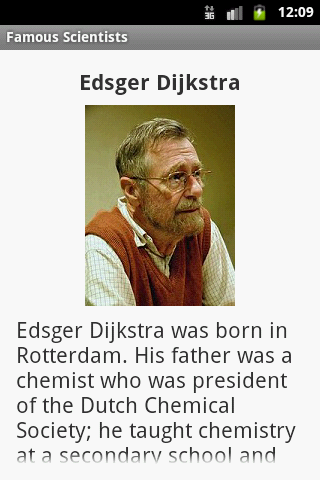 3G 12:09
Famous Scientists
Edsger Dijkstra
Edsger Dijkstra was born in
Rotterdam. His father was a
chemist who was president
of the Dutch Chemical
Society; he taught chemistry
at a secondary school and